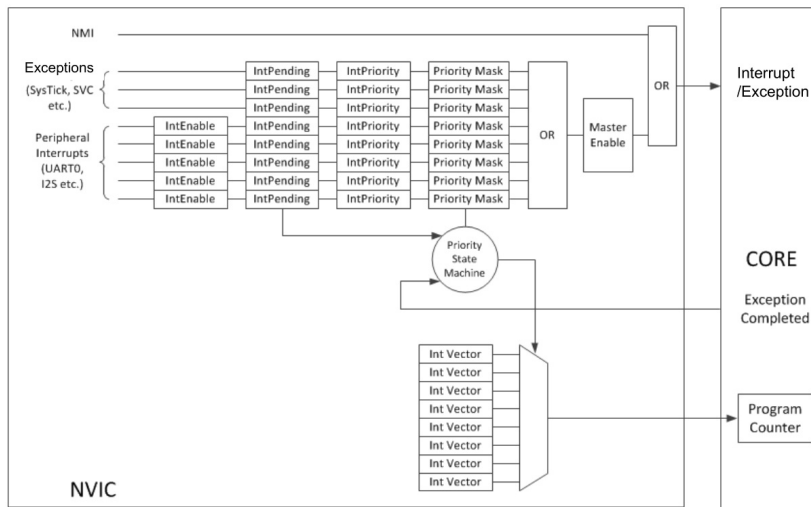 NMI
Exceptions
(SysTick, SVC
etc.)
Peripheral
Interrupts
(UART0,
I2S etc.)
IntEnable
IntEnable
IntEnable
IntEnable
IntEnable
IntPending
IntPending
IntPending
IntPending
IntPending
IntPending
IntPending
IntPending
IntPriority
IntPriority
IntPriority
IntPriority
IntPriority
IntPriority
IntPriority
IntPriority
Priority Mask
Priority Mask
Priority Mask
Priority Mask
Priority Mask
Priority Mask
Priority Mask
Priority Mask
OR
Master
Enable
OR
Interrupt
/Exception
Priority
State
Machine
CORE
Exception
Completed
Int Vector
Int Vector
Int Vector
Int Vector
Int Vector
Int Vector
Int Vector
Int Vector
Program
Counter
NVIC